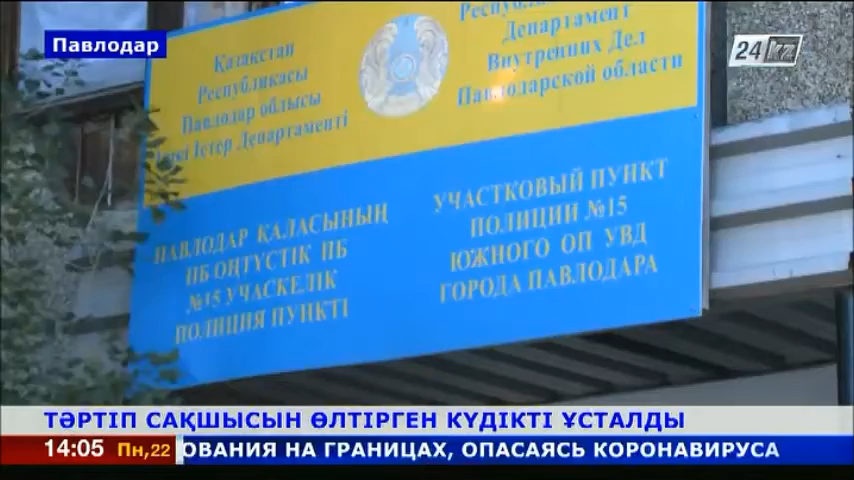 Павлодар
24kz
Қазақстан
Республикасы
Павлодар облысы
Ішкі Істер Департаменті
Республики
Департамент
Внутренних Дел
Павлодарской области
ПАВЛОДАР ҚАЛАСЫНЫҢ
ПБ ОҢТҮСТІК ПБ
№15 УЧАСКЕЛІК
ПОЛИЦИЯ ПУНКТІ
УЧАСТКОВЫЙ ПУНКТ
ПОЛИЦИИ №15
ЮЖНОГО ОП УВД
ГОРОДА ПАВЛОДАРА
ТӘРТІП САҚШЫСЫН ӨЛТІРГЕН КҮДІКТІ ҰСТАЛДЫ
14:05 Пн,22 ОВАНИЯ НА ГРАНИЦАХ, ОПАСАЯСЬ КОРОНАВИРУСА